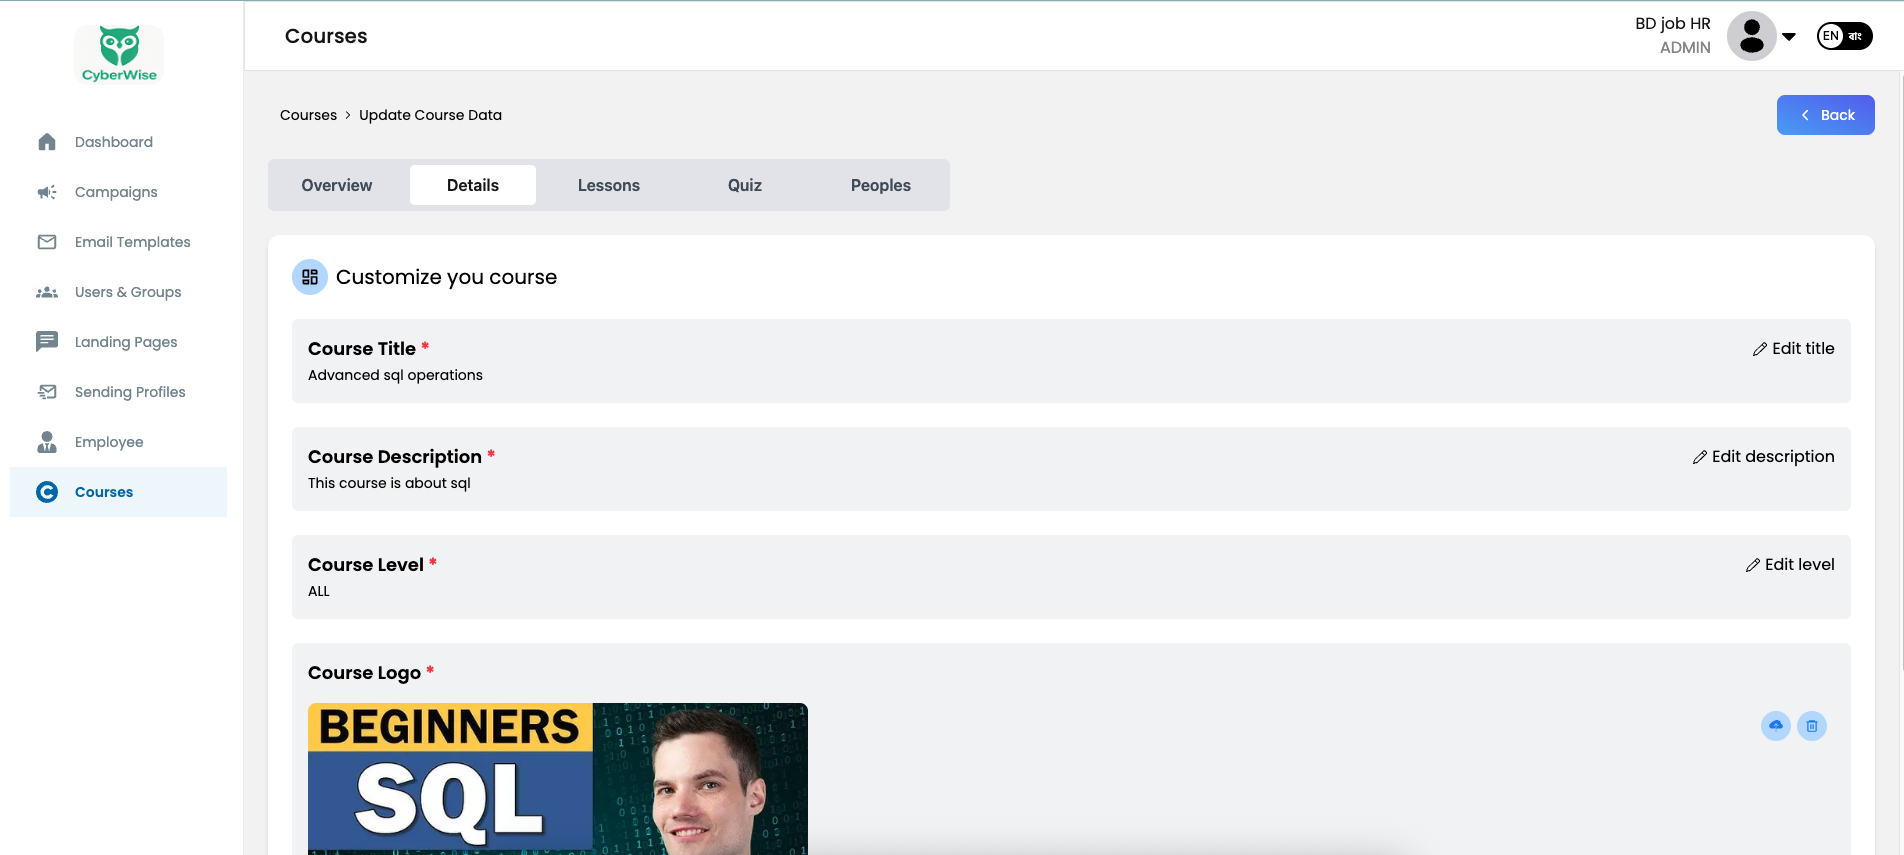 CyberWise
Courses
BD job HR
ADMIN
EN বাং
Dashboard
Campaigns
Email Templates
Users & Groups
Landing Pages
Sending Profiles
Employee
Courses
Courses > Update Course Data
Back
Overview Details Lessons Quiz Peoples
Customize you course
Course Title *
Edit title
Advanced sql operations
Course Description *
Edit description
This course is about sql
Course Level *
Edit level
ALL
Course Logo *
BEGINNERS
SQL